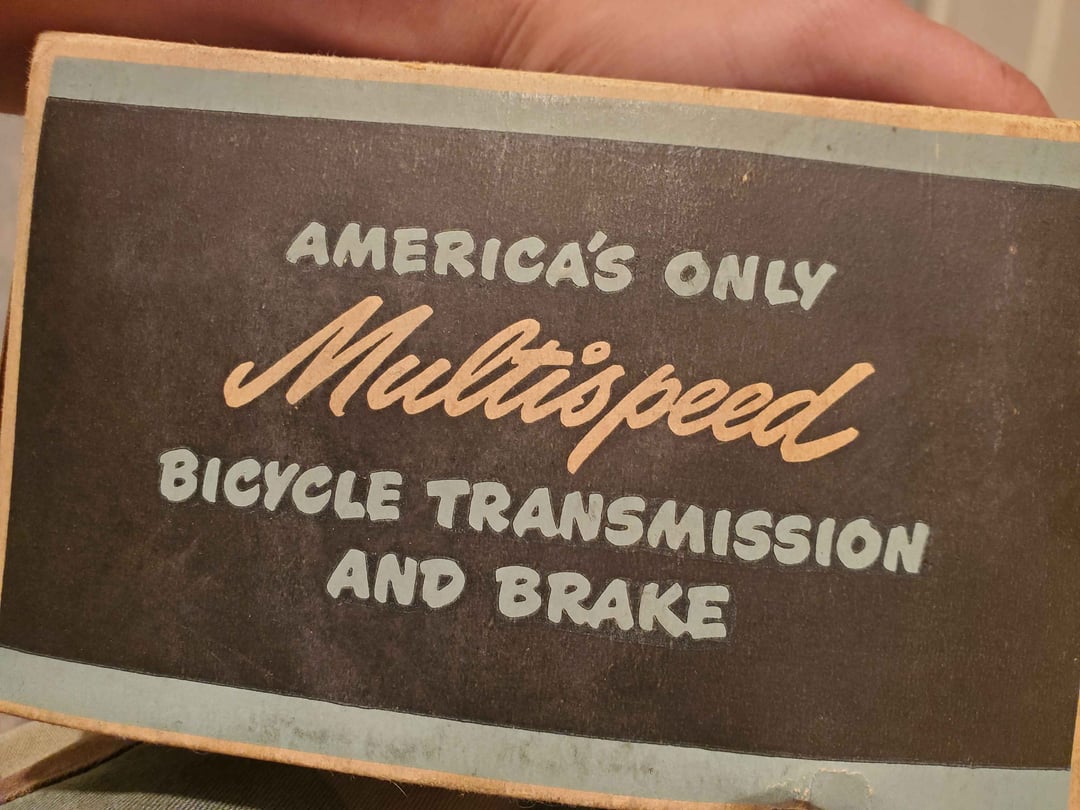 AMERICA'S ONLY
Multispeed
BICYCLE TRANSMISSION
AND BRAKE